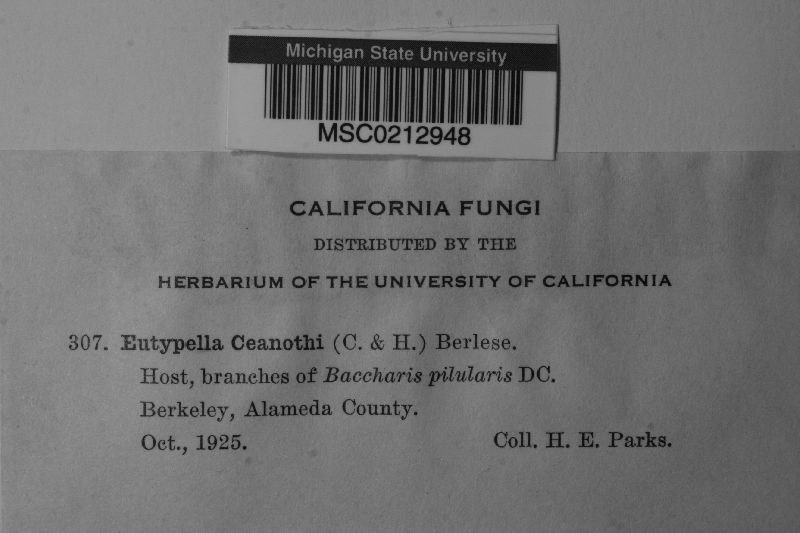 Michigan State University
MSC0212948
CALIFORNIA FUNGI
DISTRIBUTED BY THE
HERBARIUM OF THE UNIVERSITY OF CALIFORNIA
307. Eutypella Ceanothi (C. & H.) Berlese.
Host, branches of Baccharis pilularis DC.
Berkeley, Alameda County.
Oct., 1925. Coll. H. E. Parks.